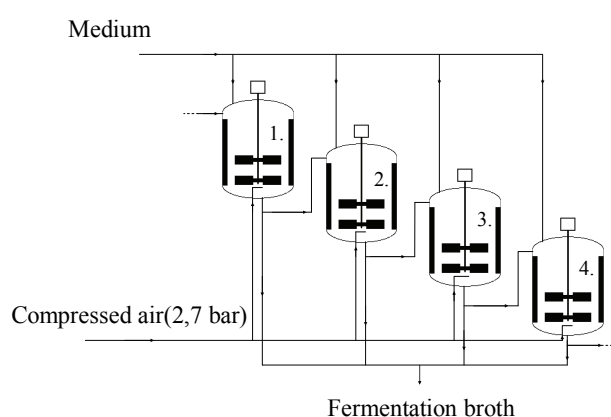 Medium
1.
2.
3.
4.
Compressed air(2,7 bar)
Fermentation broth